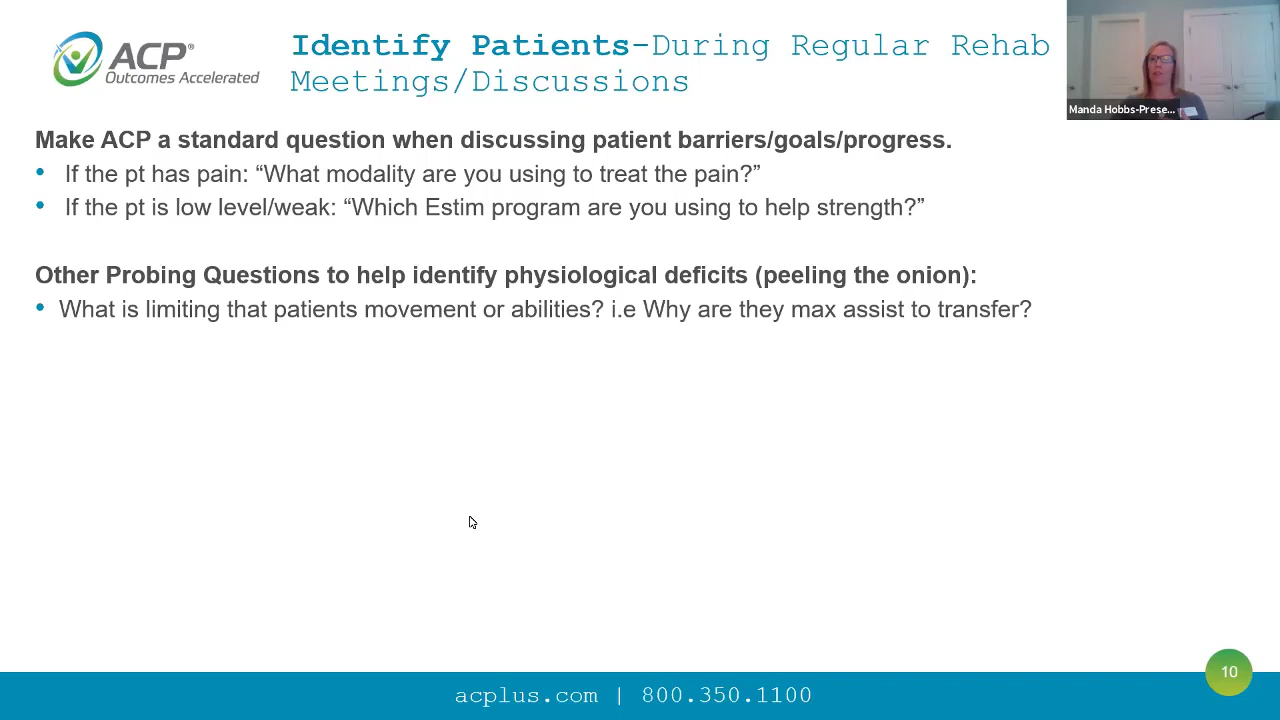 ACP®
Outcomes Accelerated
Identify Patients-During Regular Rehab
Meetings/Discussions
Manda Hobbs-Prese...
Make ACP a standard question when discussing patient barriers/goals/progress.
• If the pt has pain: “What modality are you using to treat the pain?”
• If the pt is low level/weak: “Which Estim program are you using to help strength?”
Other Probing Questions to help identify physiological deficits (peeling the onion):
• What is limiting that patients movement or abilities? i.e Why are they max assist to transfer?
10
acplus.com | 800.350.1100